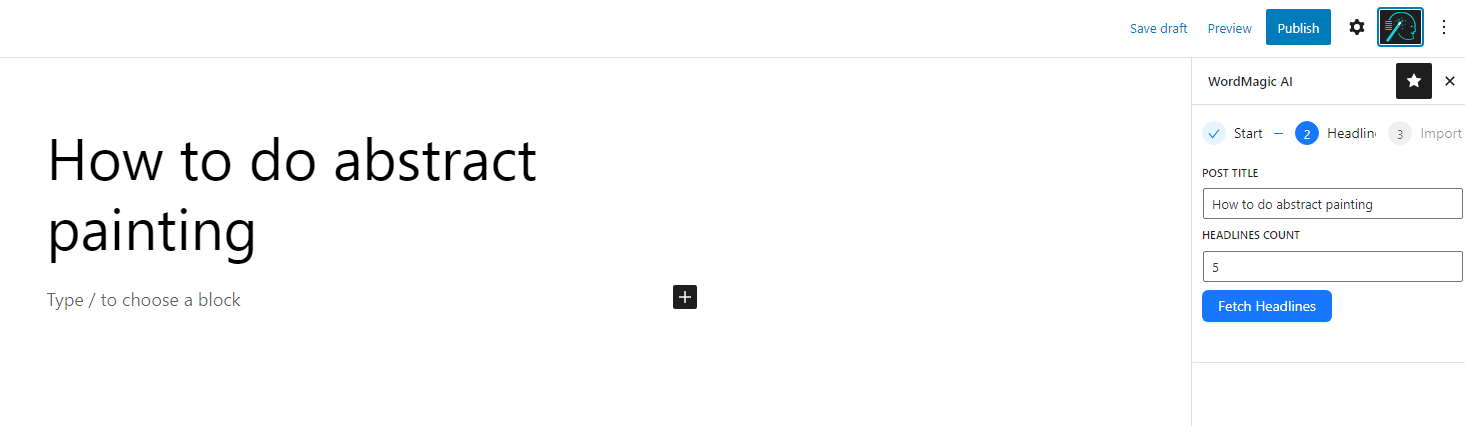 Save draft Preview Publish
WordMagic AI
Start 2 Headlin 3 Import
How to do abstract
painting
Type / to choose a block
POST TITLE
How to do abstract painting
HEADLINES COUNT
5
Fetch Headlines